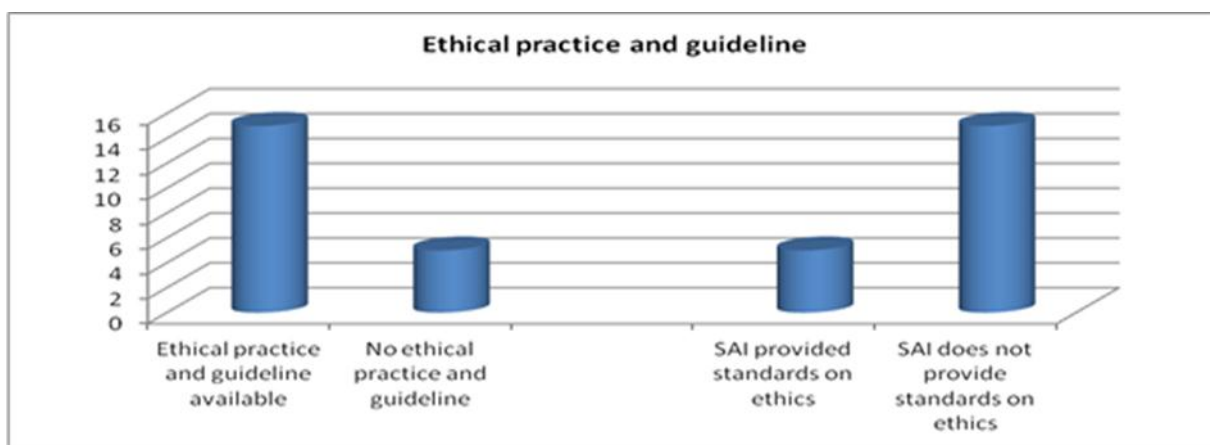 Ethical practice and guideline
16
14
12
10
8
6
4
2
0
Ethical practice
and guideline
available
No ethical
practice and
guideline
SAI provided
standards on
ethics
SAI does not
provide
standards on
ethics